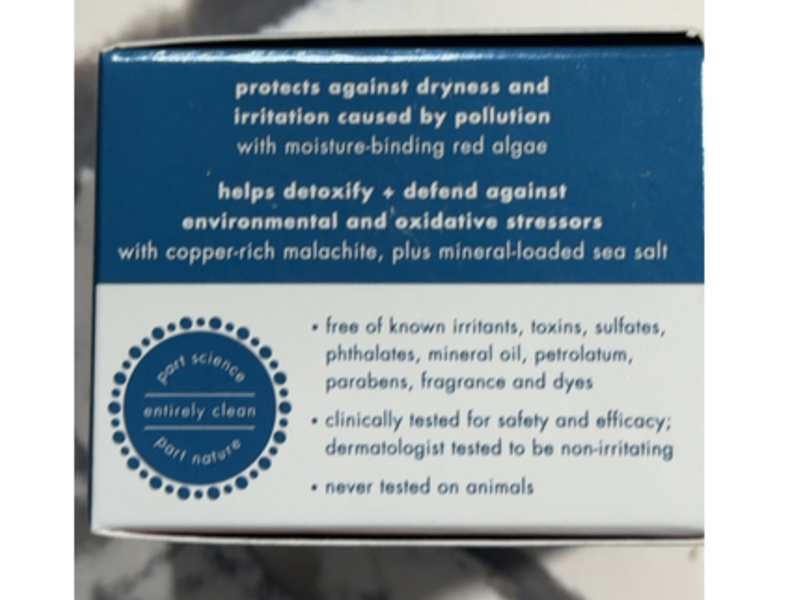 protects against dryness and
irritation caused by pollution
with moisture-binding red algae
helps detoxify + defend against
environmental and oxidative stressors
with copper-rich malachite, plus mineral-loaded sea salt
part science
entirely clean
part nature
• free of known irritants, toxins, sulfates,
phthalates, mineral oil, petrolatum,
parabens, fragrance and dyes
• clinically tested for safety and efficacy;
dermatologist tested to be non-irritating
• never tested on animals